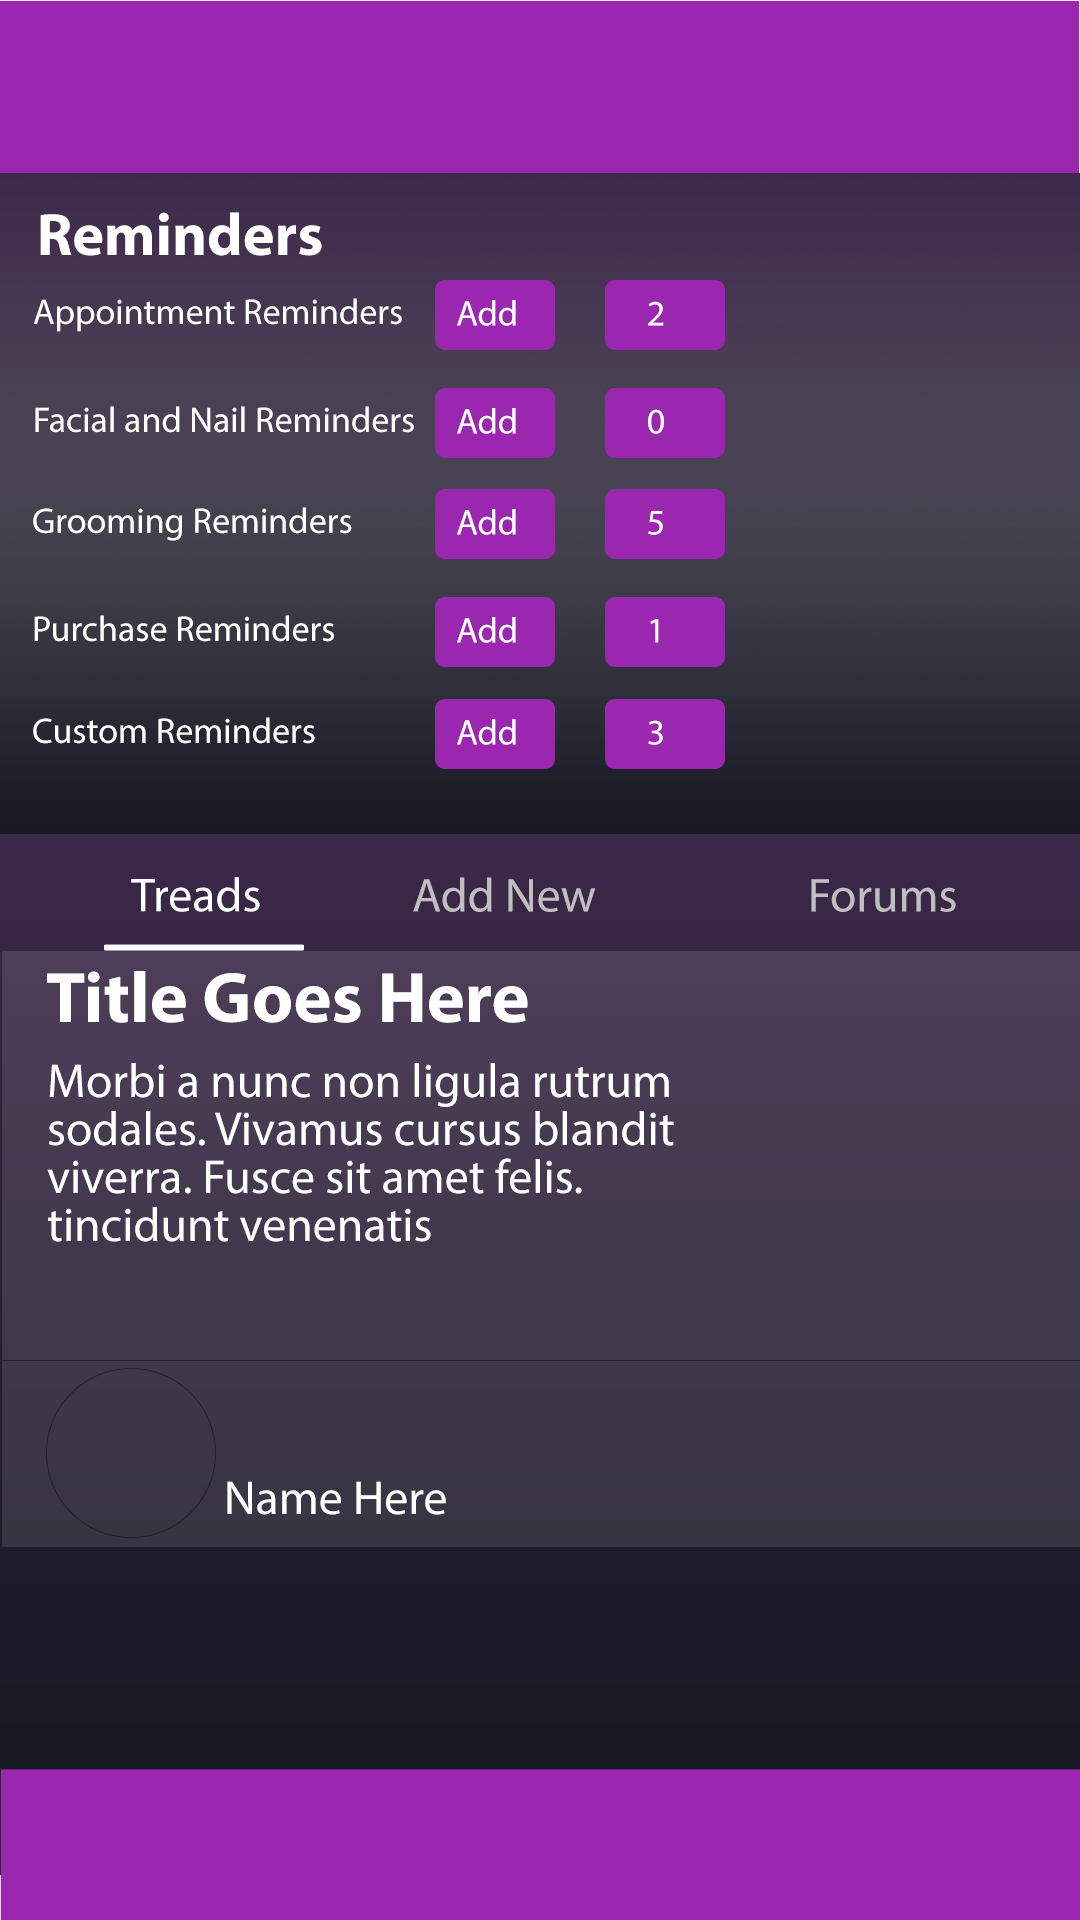 Reminders
Appointment Reminders Add 2
Facial and Nail Reminders Add 0
Grooming Reminders Add 5
Purchase Reminders Add 1
Custom Reminders Add 3
Treads Add New Forums
Title Goes Here
Morbi a nunc non ligula rutrum
sodales. Vivamus cursus blandit
viverra. Fusce sit amet felis.
tincidunt venenatis
Name Here